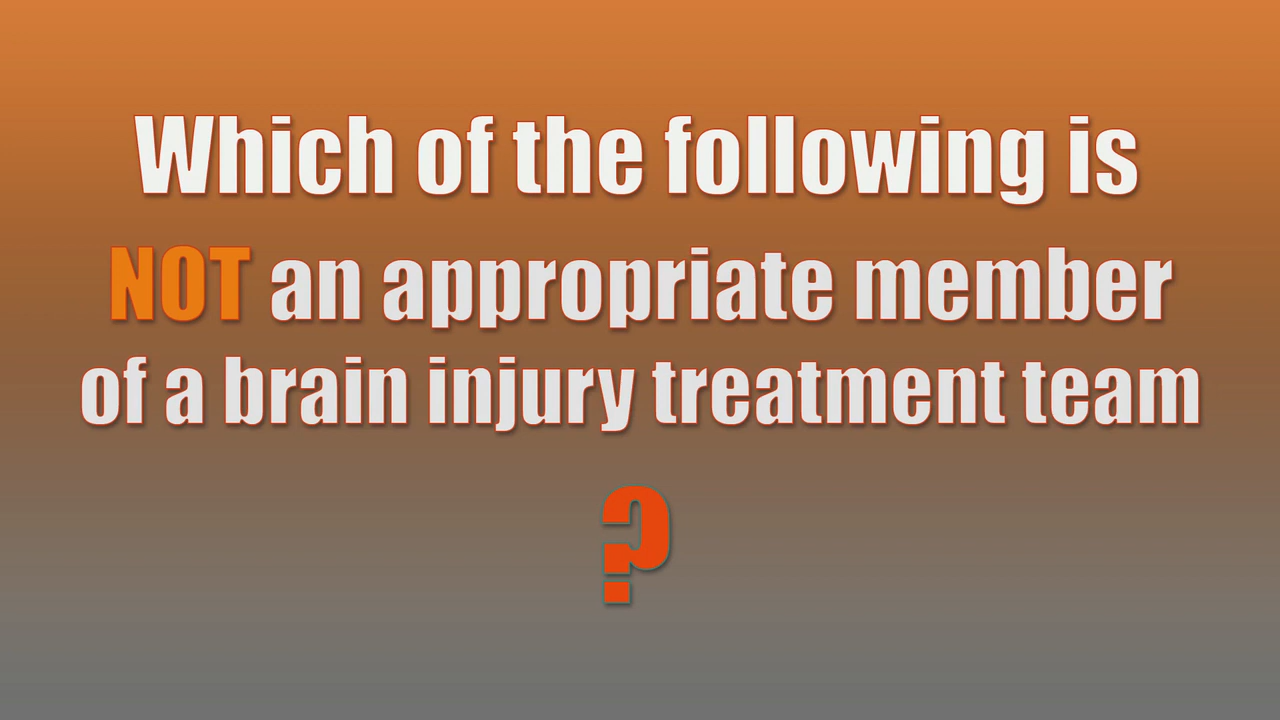 Which of the following is
NOT an appropriate member
of a brain injury treatment team
?